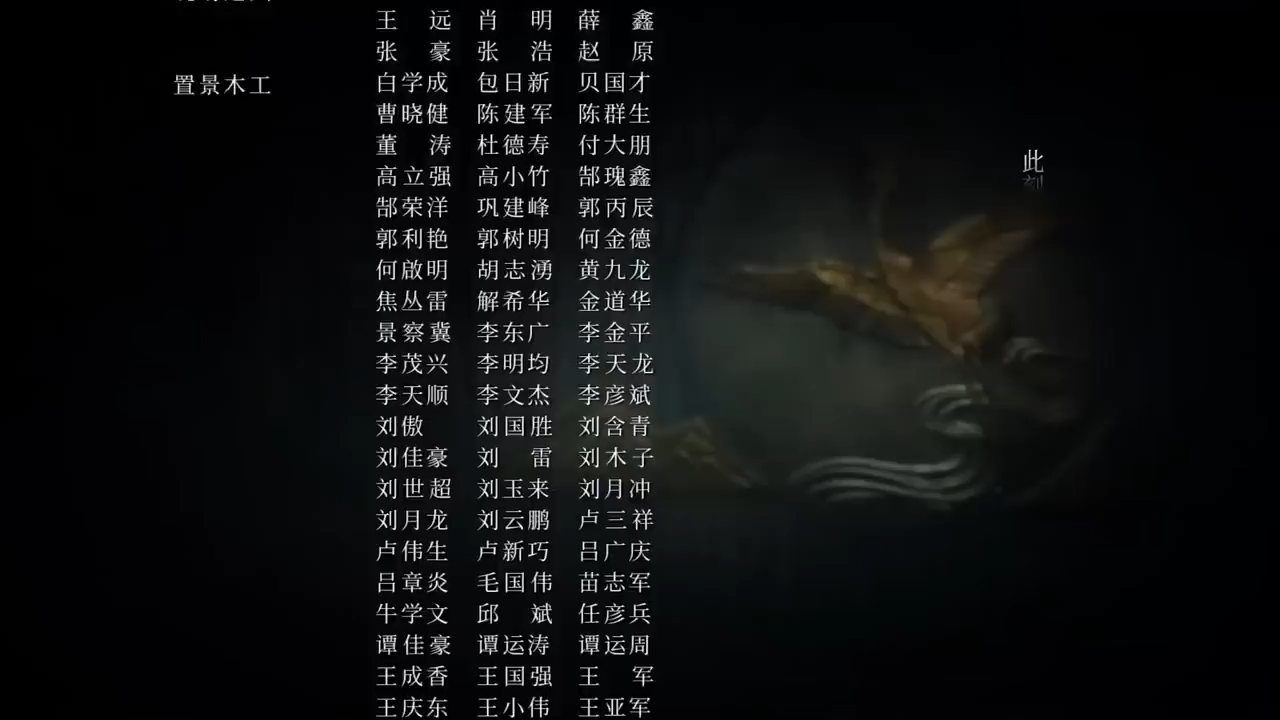 王 远 肖 明 薛 鑫
张 豪 张 浩 赵 原
置景木工 白学成 包日新 贝国才
曹晓健 陈建军 陈群生
董 涛 杜德寿 付大朋
高立强 高小竹 郜瑰鑫
郜荣洋 巩建峰 郭丙辰
郭利艳 郭树明 何金德
何啟明 胡志湧 黄九龙
焦丛雷 解希华 金道华
景察冀 李东广 李金平
李茂兴 李明均 李天龙
李天顺 李文杰 李彦斌
刘傲 刘国胜 刘含青
刘佳豪 刘 雷 刘木子
刘世超 刘玉来 刘月冲
刘月龙 刘云鹏 卢三祥
卢伟生 卢新巧 吕广庆
吕章炎 毛国伟 苗志军
牛学文 邱 斌 任彦兵
谭佳豪 谭运涛 谭运周
王成香 王国强 王 军
王庆东 王小伟 王亚军
此